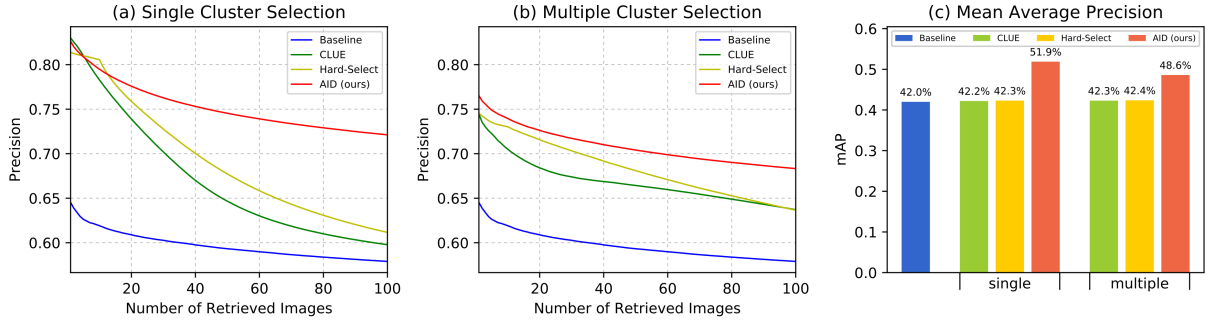 (a) Single Cluster Selection
Precision
0.80
0.75
0.70
0.65
0.60
20 40 60 80 100
Number of Retrieved Images
Baseline
CLUE
Hard-Select
AID (ours)
(b) Multiple Cluster Selection
Precision
0.80
0.75
0.70
0.65
0.60
20 40 60 80 100
Number of Retrieved Images
Baseline
CLUE
Hard-Select
AID (ours)
(c) Mean Average Precision
mAP
0.6
0.5
0.4
0.3
0.2
0.1
0.0
Baseline CLUE Hard-Select AID (ours)
42.0% 42.2% 42.3% 51.9% 42.3% 42.4% 48.6%
single multiple